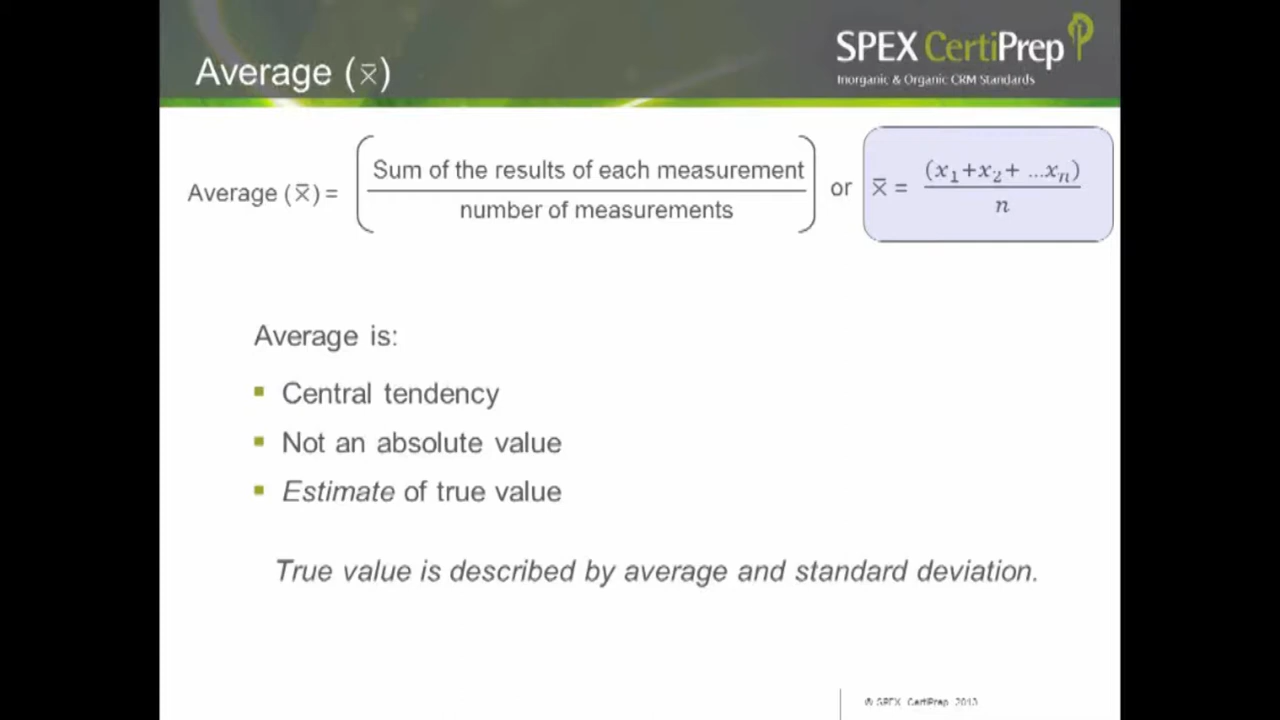 Average (x̄)
SPEX CertiPrep
Inorganic & Organic CRM Standards
Average (x̄) = (Sum of the results of each measurement / number of measurements) or x̄ = (x₁+x₂+ ...xₙ) / n
Average is:
▪ Central tendency
▪ Not an absolute value
▪ Estimate of true value
True value is described by average and standard deviation.
© SPEX CertiPrep 2013